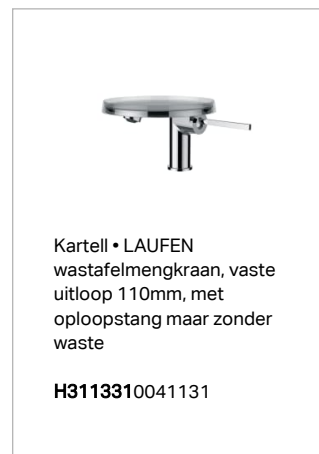 Kartell • LAUFEN
wastafelmengkraan, vaste
uitloop 110mm, met
oploopstang maar zonder
waste
H3113310041131